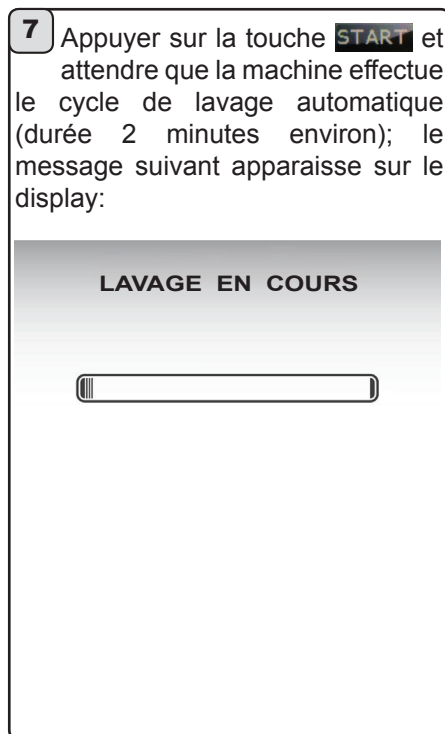 7 Appuyer sur la touche START et
attendre que la machine effectue
le cycle de lavage automatique
(durée 2 minutes environ); le
message suivant apparaisse sur le
display:
LAVAGE EN COURS